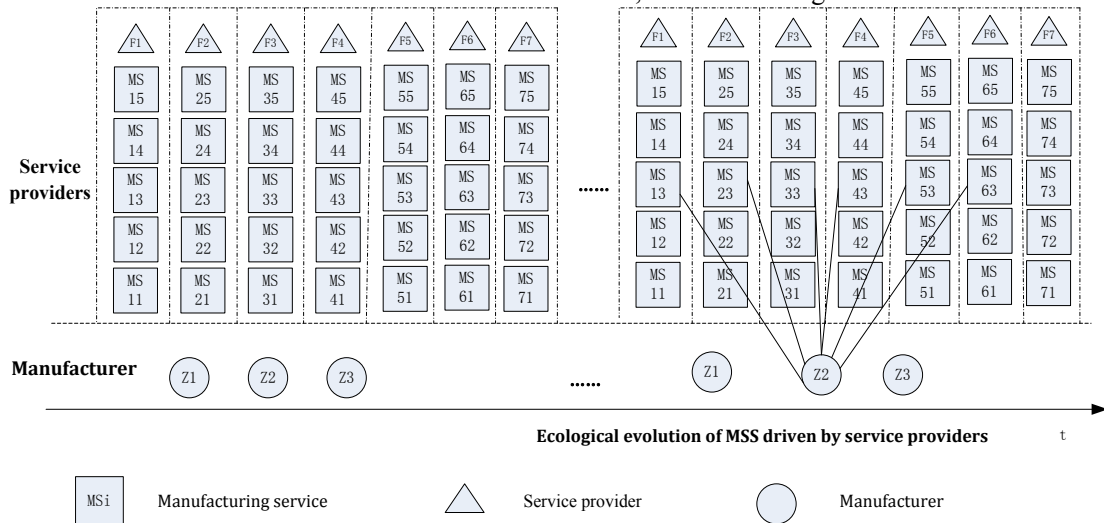 F1 F2 F3 F4 F5 F6 F7 F1 F2 F3 F4 F5 F6 F7
MS MS MS MS MS MS MS MS MS MS MS MS MS MS
15 25 35 45 55 65 75 15 25 35 45 55 65 75
MS MS MS MS MS MS MS MS MS MS MS MS MS MS
14 24 34 44 54 64 74 14 24 34 44 54 64 74
Service
providers
MS MS MS MS MS MS MS ...... MS MS MS MS MS MS MS
13 23 33 43 53 63 73 13 23 33 43 53 63 73
MS MS MS MS MS MS MS MS MS MS MS MS MS MS
12 22 32 42 52 62 72 12 22 32 42 52 62 72
MS MS MS MS MS MS MS MS MS MS MS MS MS MS
11 21 31 41 51 61 71 11 21 31 41 51 61 71
Manufacturer Z1 Z2 Z3 ...... Z1 Z2 Z3
Ecological evolution of MSS driven by service providers t
MSi Manufacturing service Service provider Manufacturer